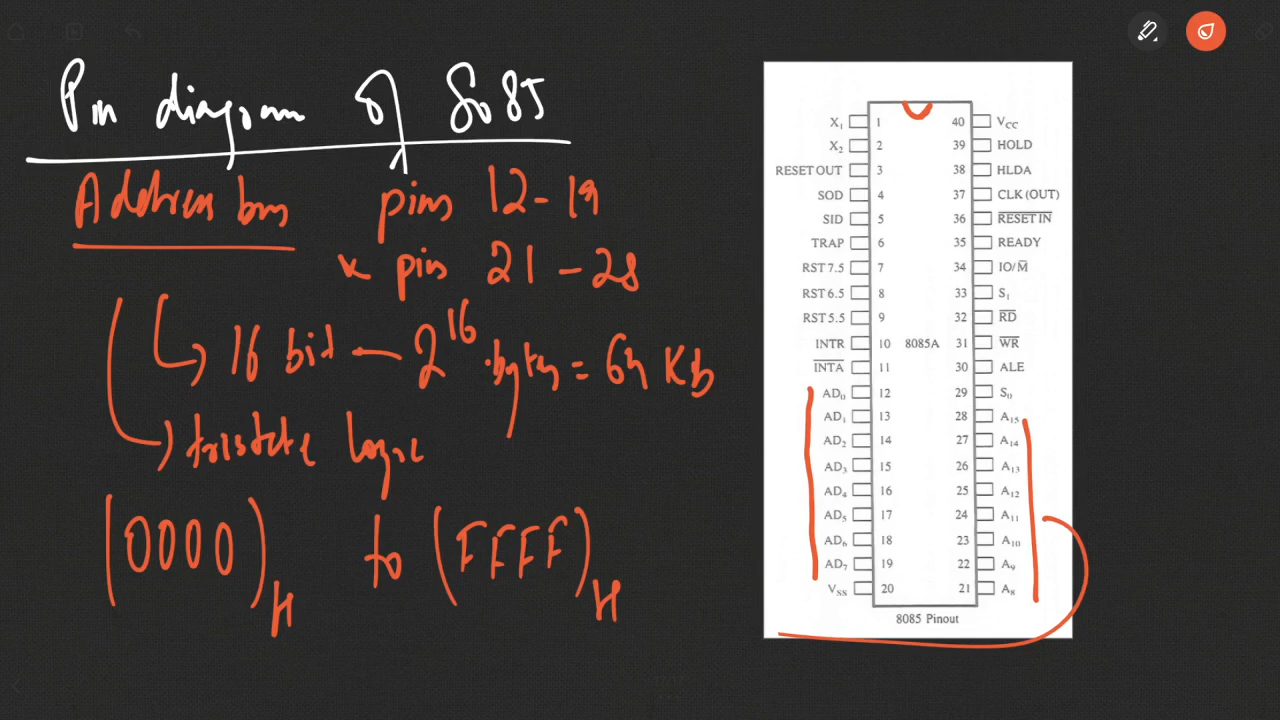 Pin diagram of 8085
Address bus pins 12-19
& pin 21-28
16 bit — 2^16 bytes = 64 Kb
tristate logic
(0000)H to (FFFF)H
X1 1 40 VCC
X2 2 39 HOLD
RESET OUT 3 38 HLDA
SOD 4 37 CLK (OUT)
SID 5 36 RESET IN
TRAP 6 35 READY
RST 7.5 7 34 IO/M
RST 6.5 8 33 S1
RST 5.5 9 32 RD
INTR 10 8085A 31 WR
INTA 11 30 ALE
AD0 12 29 S0
AD1 13 28 A15
AD2 14 27 A14
AD3 15 26 A13
AD4 16 25 A12
AD5 17 24 A11
AD6 18 23 A10
AD7 19 22 A9
VSS 20 21 A8
8085 Pinout